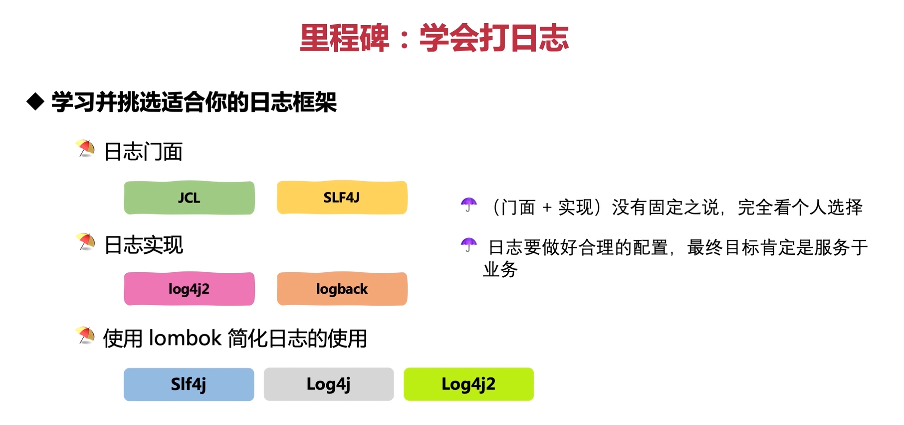 里程碑：学会打日志
学习并挑选适合你的日志框架
日志门面
JCL
SLF4J
日志实现
log4j2
logback
使用 lombok 简化日志的使用
Slf4j
Log4j
Log4j2
（门面 + 实现）没有固定之说，完全看个人选择
日志要做好合理的配置，最终目标肯定是服务于
业务